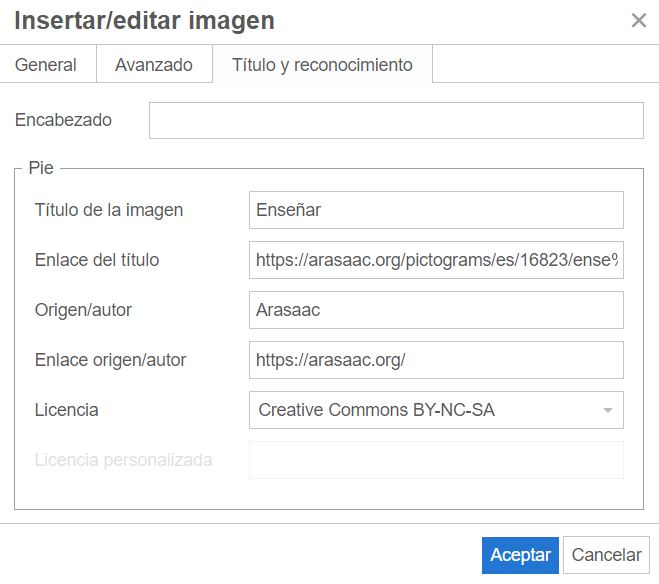 Insertar/editar imagen
General Avanzado Título y reconocimiento
Encabezado
Pie
Título de la imagen Enseñar
Enlace del título https://arasaac.org/pictograms/es/16823/ense%
Origen/autor Arasaac
Enlace origen/autor https://arasaac.org/
Licencia Creative Commons BY-NC-SA
Licencia personalizada
Aceptar Cancelar